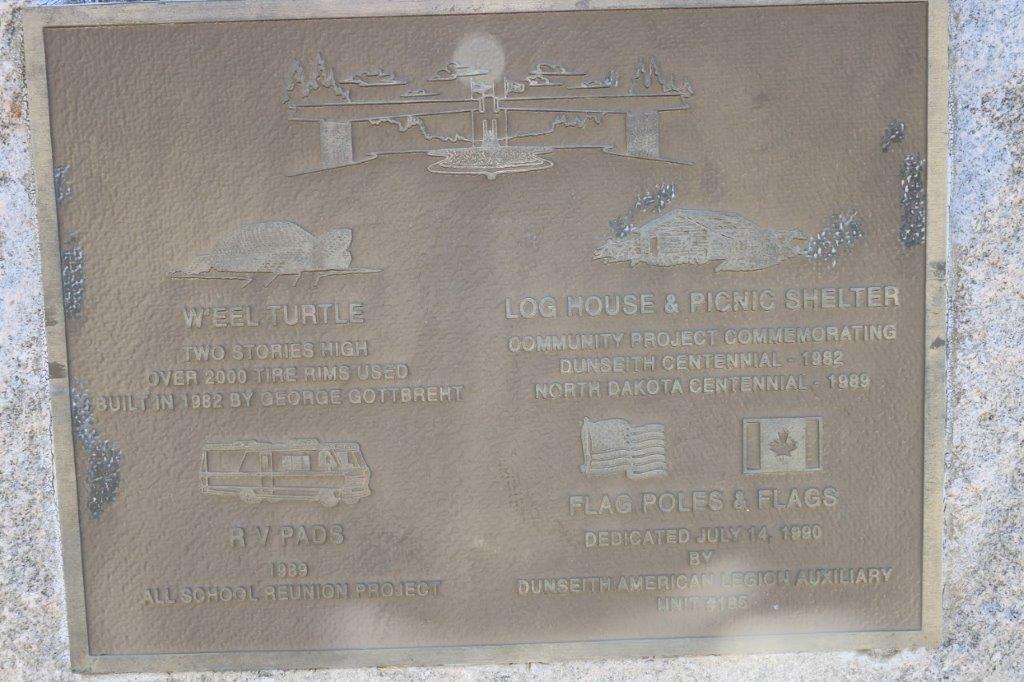 W'EEL TURTLE
TWO STORIES HIGH
OVER 2000 TIRE RIMS USED
BUILT IN 1982 BY GEORGE GOTTBREHT
LOG HOUSE & PICNIC SHELTER
COMMUNITY PROJECT COMMEMORATING
DUNSEITH CENTENNIAL - 1982
NORTH DAKOTA CENTENNIAL - 1989
R V PADS
1989
ALL SCHOOL REUNION PROJECT
FLAG POLES & FLAGS
DEDICATED JULY 14, 1990
BY
DUNSEITH AMERICAN LEGION AUXILIARY
UNIT #185